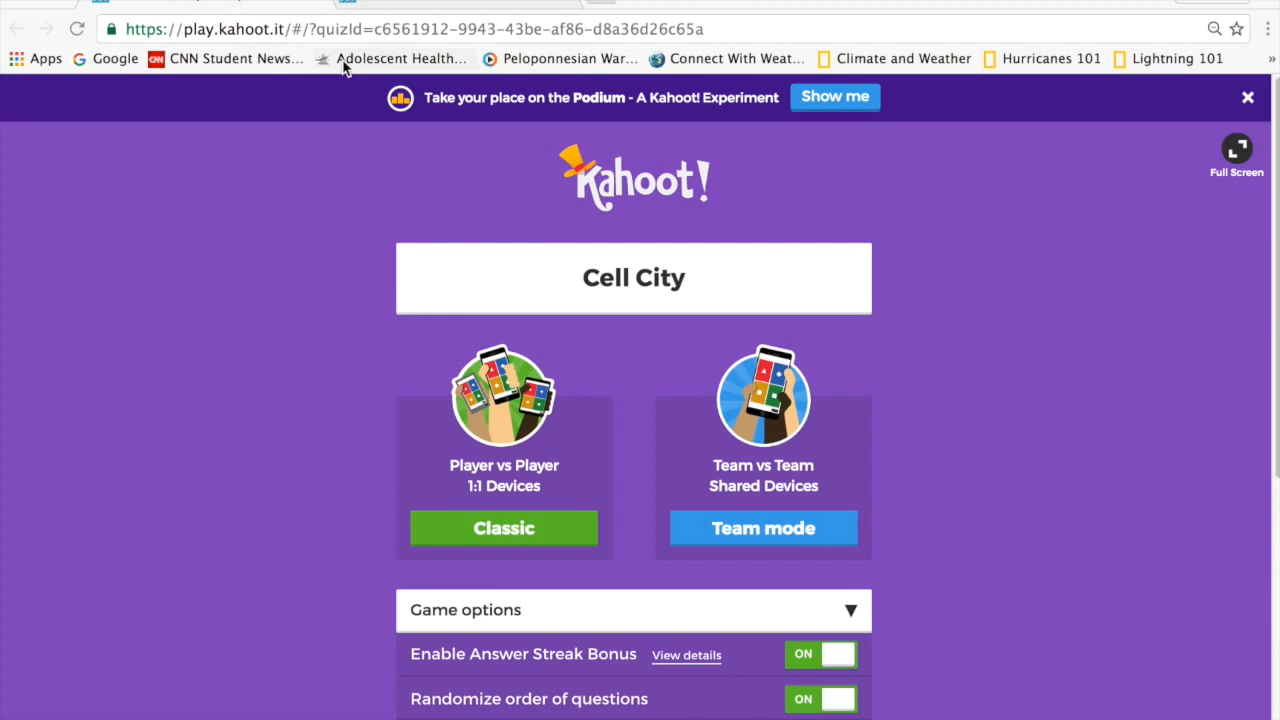 https://play.kahoot.it/#/?quizId=c6561912-9943-43be-af86-d8a36d26c65a
Apps Google CNN CNN Student News... Adolescent Health... Peloponnesian War... Connect With Weat... Climate and Weather Hurricanes 101 Lightning 101 »
Take your place on the Podium - A Kahoot! Experiment Show me
Kahoot!
Full Screen
Cell City
Player vs Player
1:1 Devices
Classic
Team vs Team
Shared Devices
Team mode
Game options
Enable Answer Streak Bonus View details ON
Randomize order of questions ON